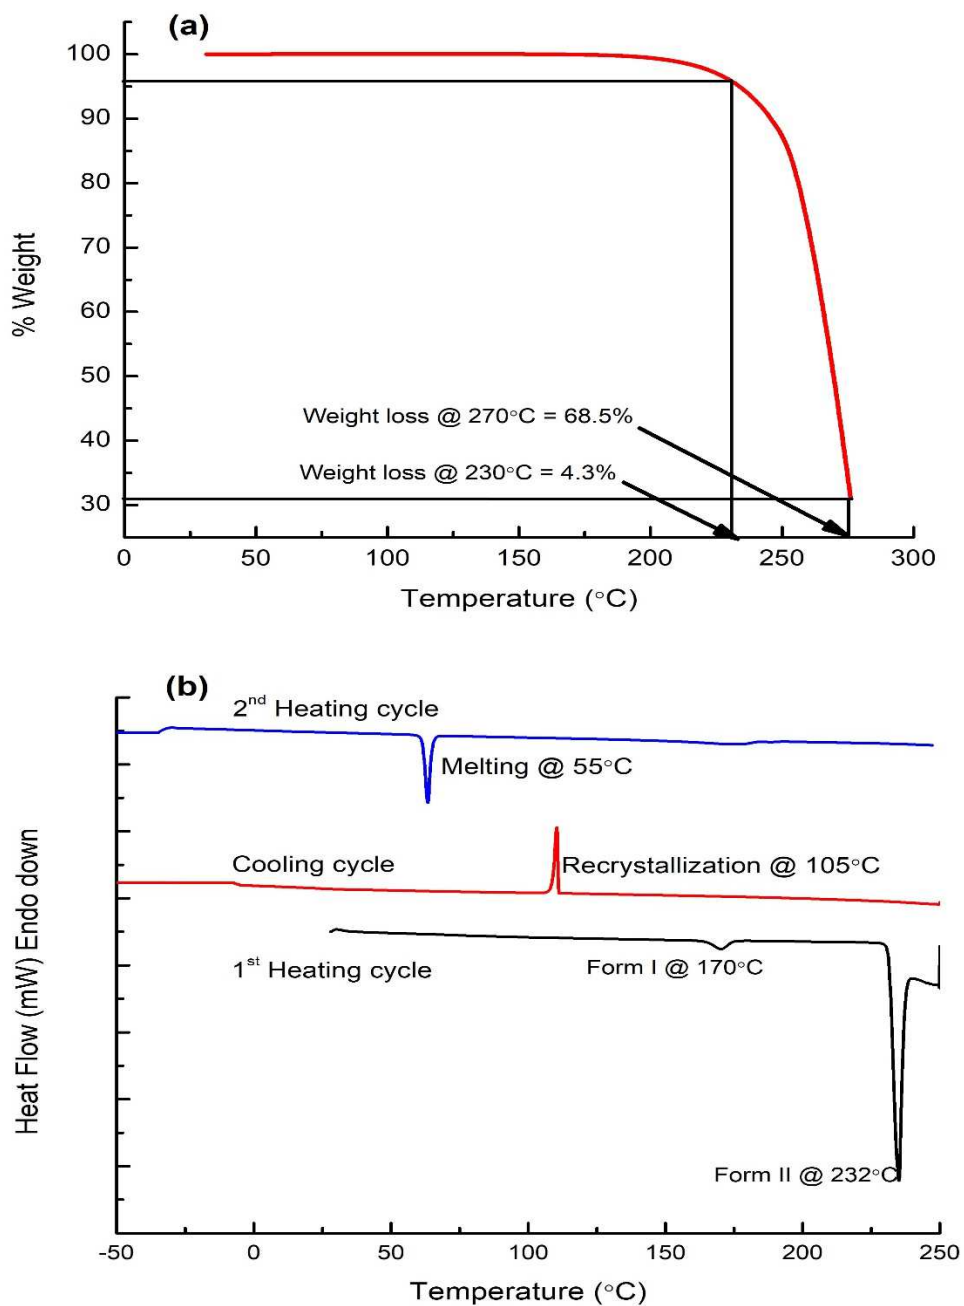 (a)
100
90
80
70
60
50
40
30
% Weight
Weight loss @ 270°C = 68.5%
Weight loss @ 230°C = 4.3%
0 50 100 150 200 250 300
Temperature (°C)
(b)
2nd Heating cycle
Melting @ 55°C
Cooling cycle
Recrystallization @ 105°C
1st Heating cycle
Form I @ 170°C
Form II @ 232°C
Heat Flow (mW) Endo down
-50 0 50 100 150 200 250
Temperature (°C)